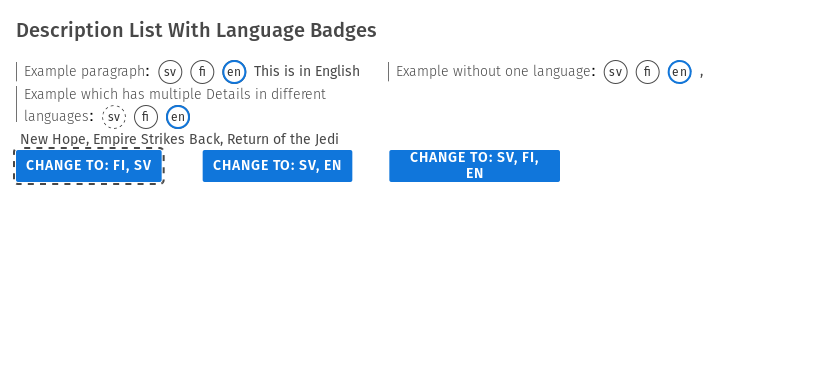 Description List With Language Badges
Example paragraph: sv fi en This is in English
Example without one language: sv fi en ,
Example which has multiple Details in different
languages: sv fi en
New Hope, Empire Strikes Back, Return of the Jedi
CHANGE TO: FI, SV
CHANGE TO: SV, EN
CHANGE TO: SV, FI,
EN